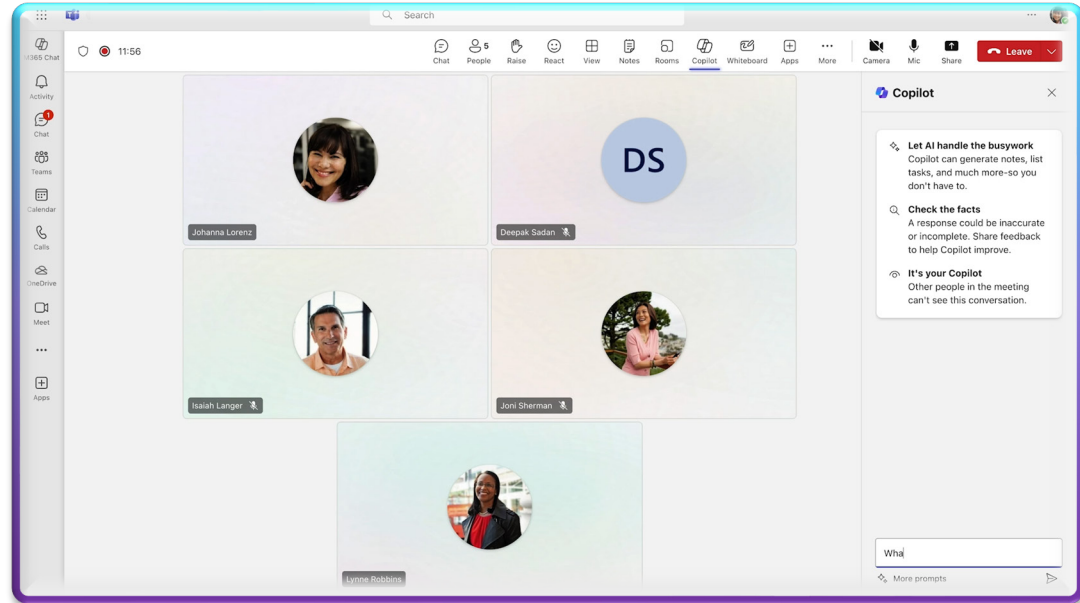 Search
11:56
Chat
5
People
Raise
React
View
Notes
Rooms
Copilot
Whiteboard
Apps
More
Camera
Mic
Share
Leave
M365 Chat
Activity
1
Chat
Teams
Calendar
Calls
OneDrive
Meet
Apps
Johanna Lorenz
DS
Deepak Sadan
Isaiah Langer
Joni Sherman
Lynne Robbins
Copilot
Let AI handle the busywork
Copilot can generate notes, list
tasks, and much more-so you
don't have to.
Check the facts
A response could be inaccurate
or incomplete. Share feedback
to help Copilot improve.
It's your Copilot
Other people in the meeting
can't see this conversation.
Wha
More prompts